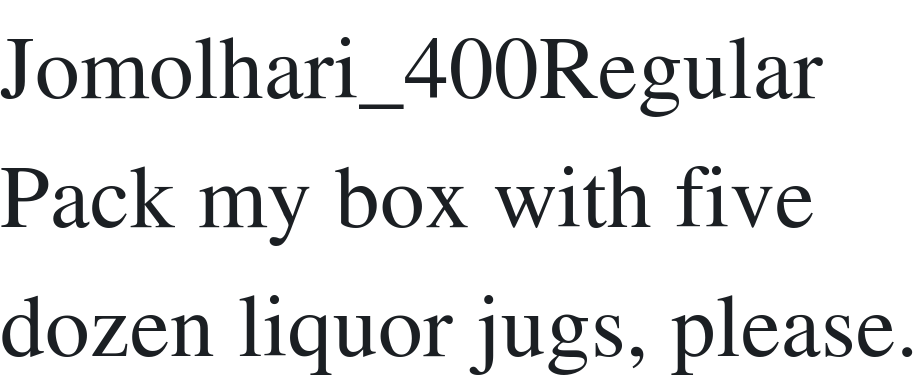 Jomolhari_400Regular
Pack my box with five
dozen liquor jugs, please.